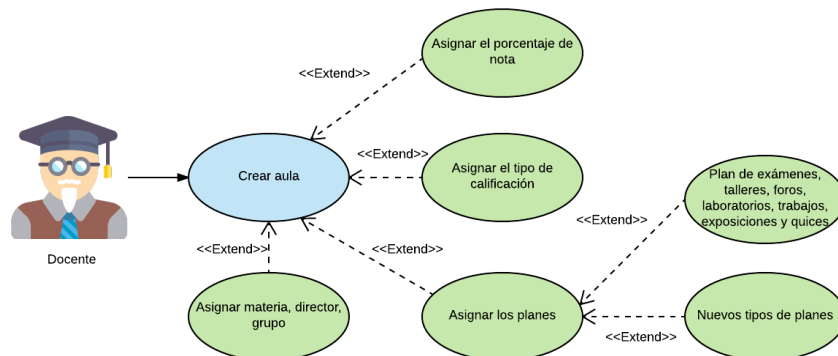 Asignar el porcentaje de
nota
<<Extend>>
<<Extend>>
Crear aula
Asignar el tipo de
calificación
Plan de exámenes,
talleres, foros,
laboratorios, trabajos,
exposiciones y quices
<<Extend>>
<<Extend>>
<<Extend>>
Docente
Asignar materia, director,
grupo
Asignar los planes
Nuevos tipos de planes
<<Extend>>